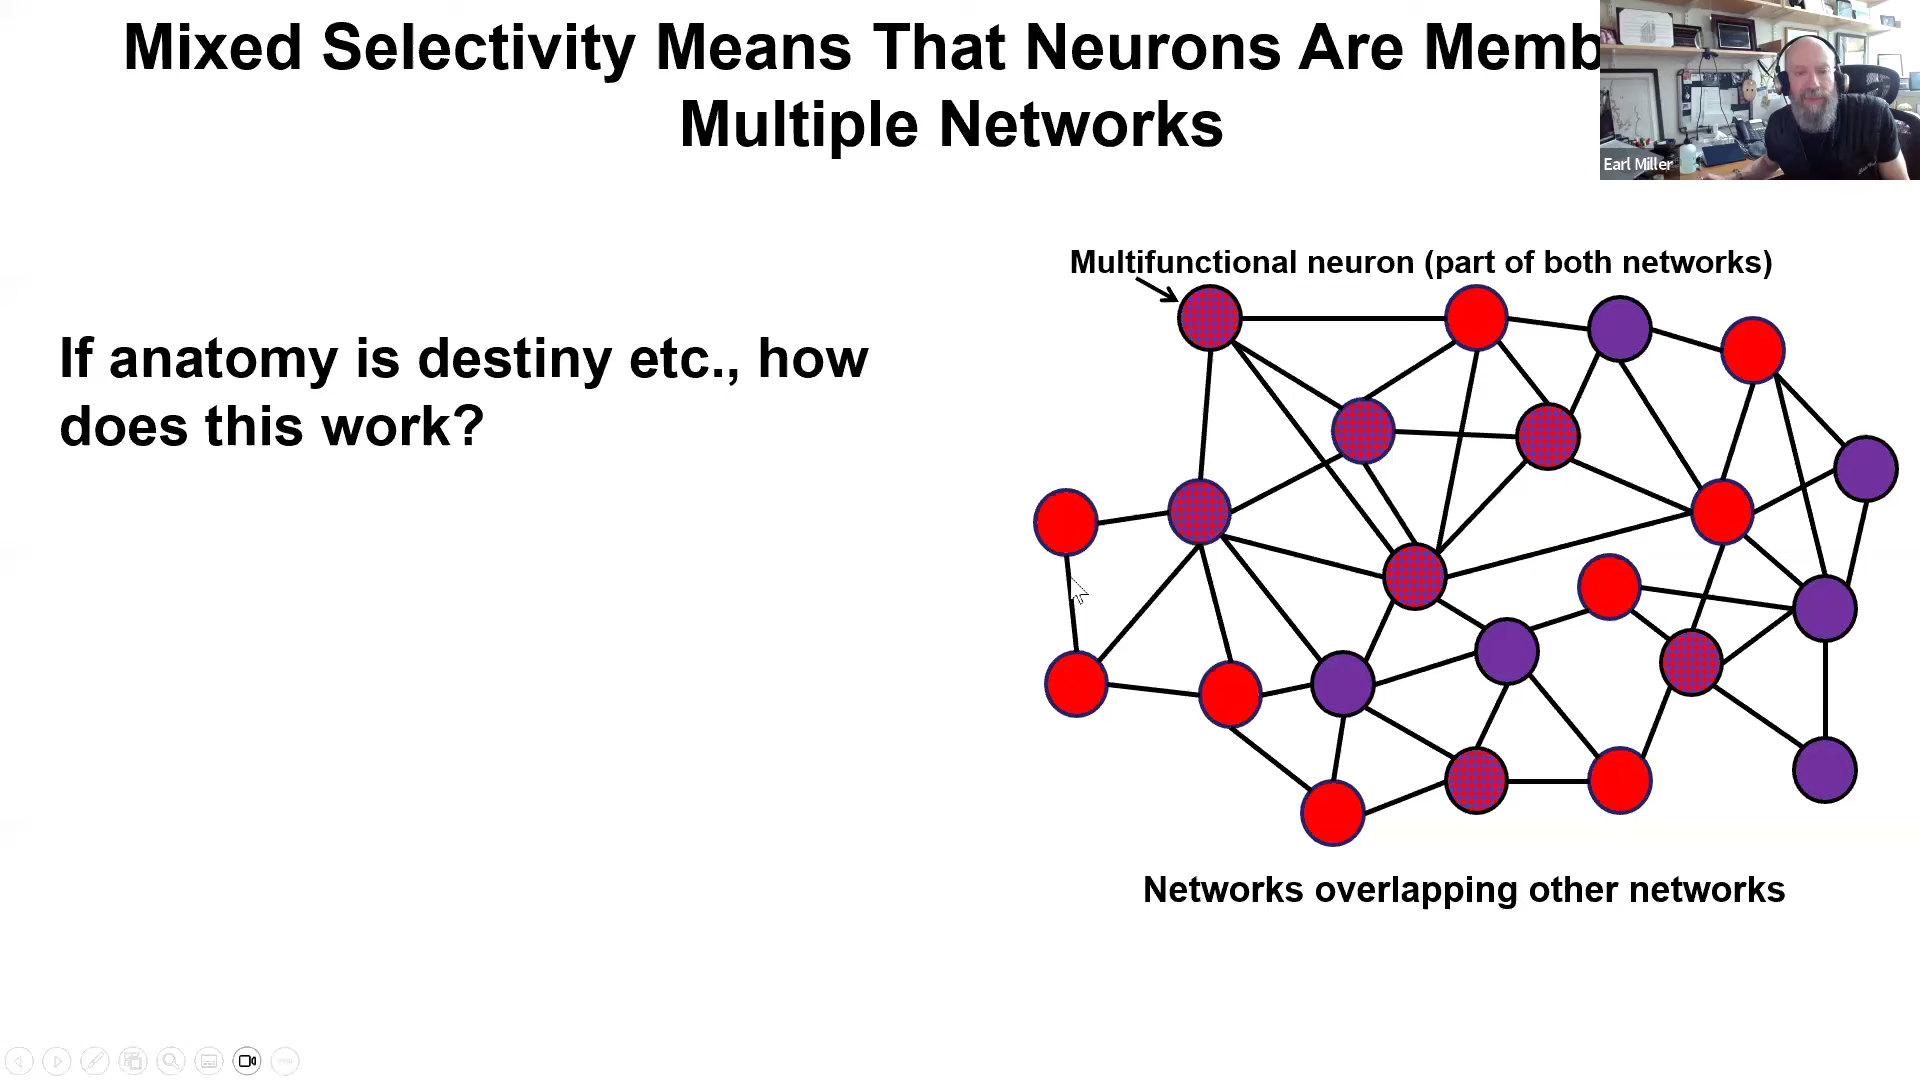 Mixed Selectivity Means That Neurons Are Memb
Multiple Networks
Earl Miller
Multifunctional neuron (part of both networks)
If anatomy is destiny etc., how
does this work?
Networks overlapping other networks